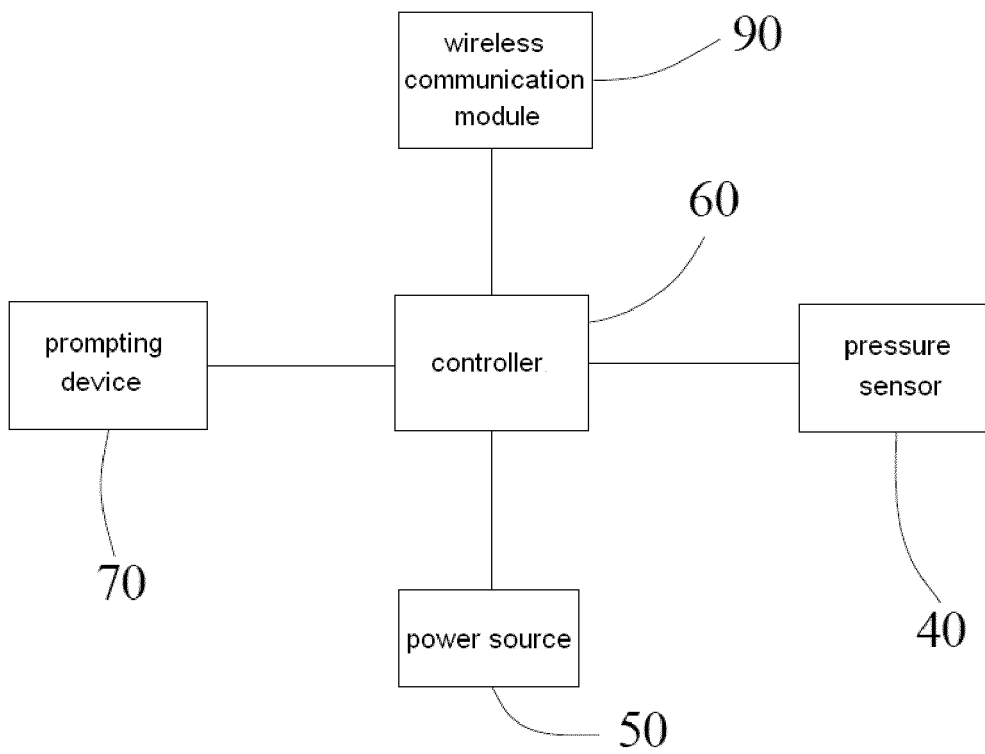 wireless
communication
module
90
60
prompting
device
controller
pressure
sensor
70
power source
40
50